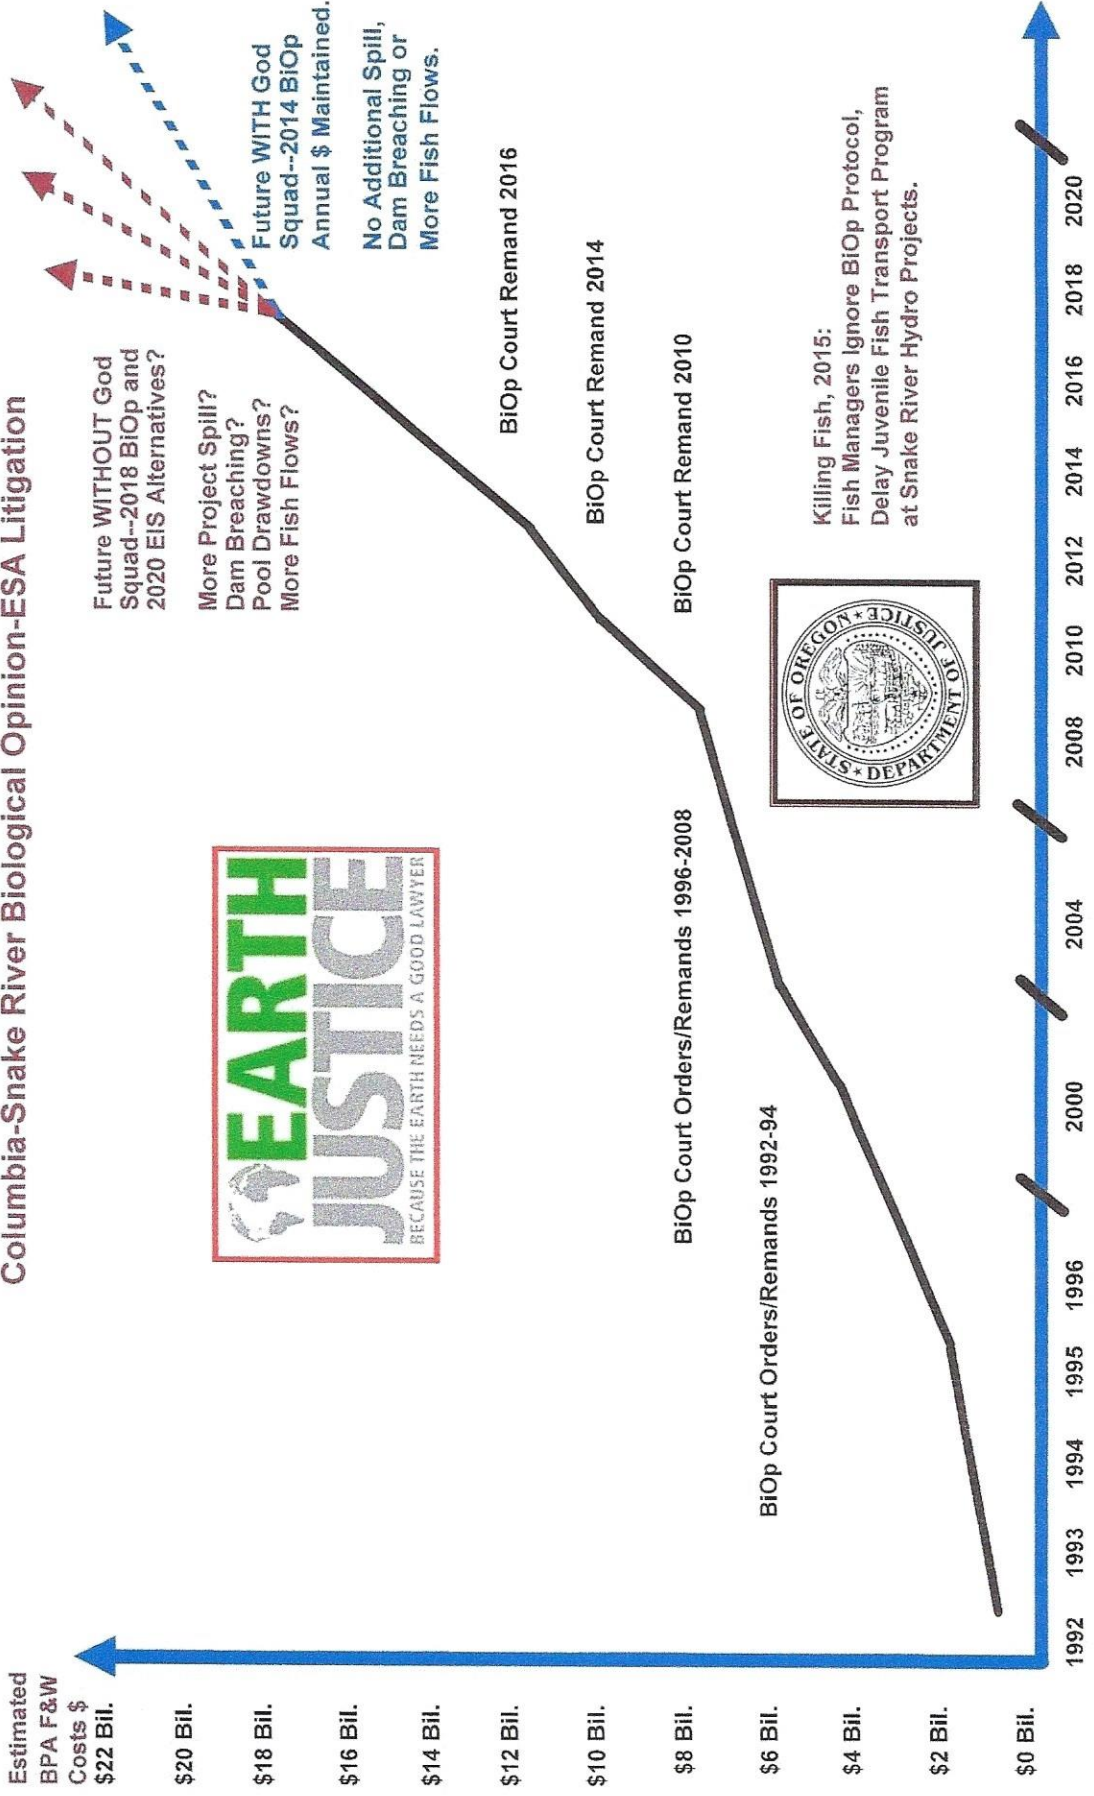 Columbia-Snake River Biological Opinion-ESA Litigation
Estimated
BPA F&W
Costs $
$22 Bil.
$20 Bil.
$18 Bil.
$16 Bil.
$14 Bil.
$12 Bil.
$10 Bil.
$8 Bil.
$6 Bil.
$4 Bil.
$2 Bil.
$0 Bil.
Future WITHOUT God
Squad--2018 BiOp and
2020 EIS Alternatives?
More Project Spill?
Dam Breaching?
Pool Drawdowns?
More Fish Flows?
Future WITH God
Squad--2014 BiOp
Annual $ Maintained.
No Additional Spill,
Dam Breaching or
More Fish Flows.
EARTH
JUSTICE
BECAUSE THE EARTH NEEDS A GOOD LAWYER
BiOp Court Remand 2016
BiOp Court Remand 2014
BiOp Court Remand 2010
BiOp Court Orders/Remands 1996-2008
BiOp Court Orders/Remands 1992-94
STATE OF OREGON
DEPARTMENT OF JUSTICE
Killing Fish, 2015:
Fish Managers Ignore BiOp Protocol,
Delay Juvenile Fish Transport Program
at Snake River Hydro Projects.
1992 1993 1994 1995 1996 2000 2004 2008 2010 2012 2014 2016 2018 2020